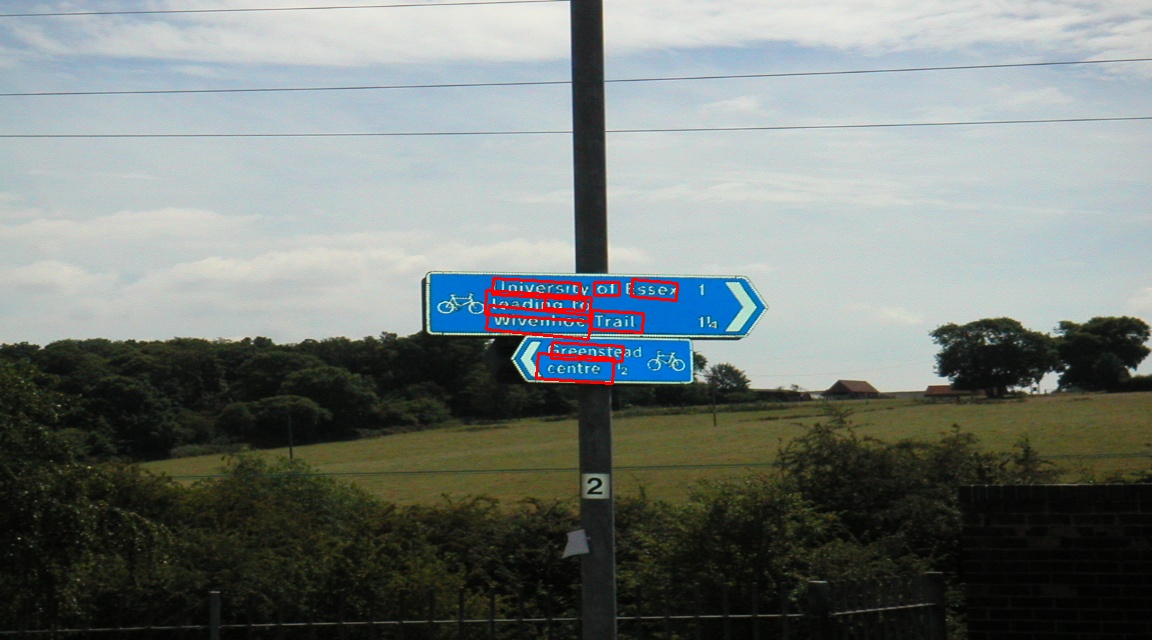 University of Essex 1
leading to
Wivenhoe Trail 1¼
Greenstead
centre ½
2